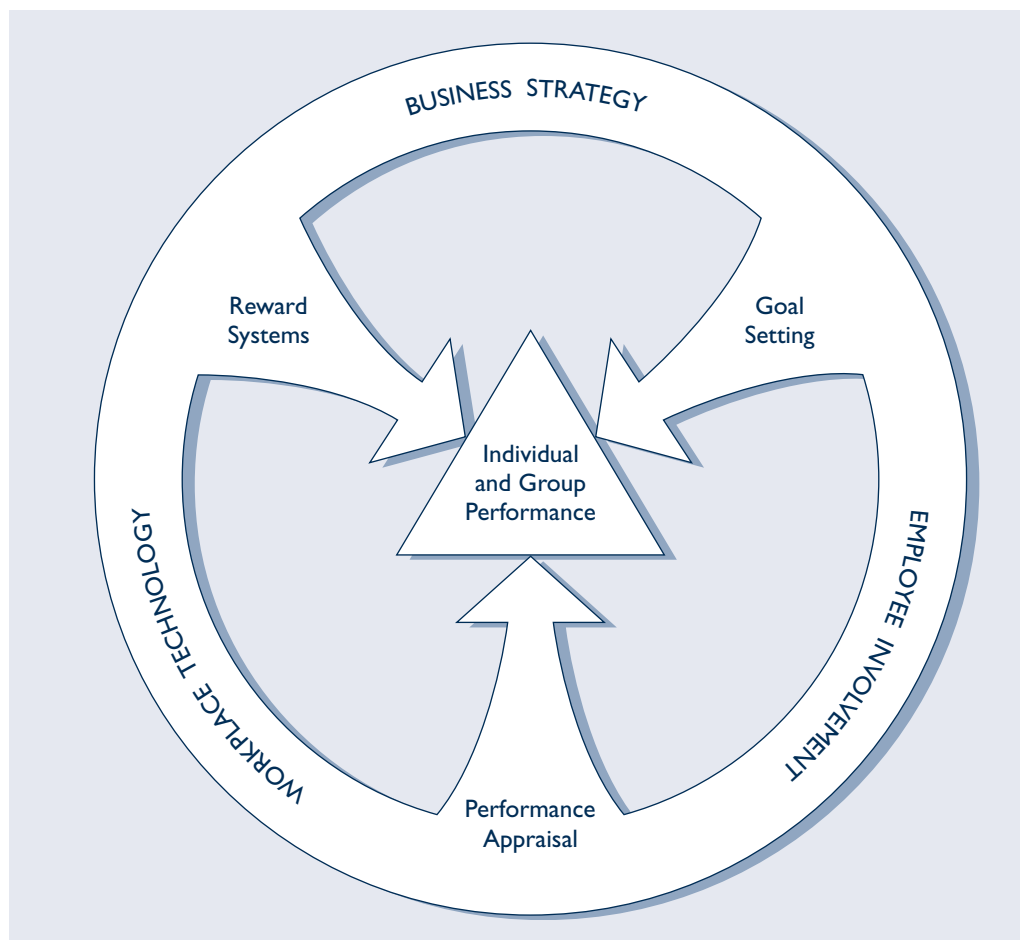 BUSINESS STRATEGY
Reward
Systems
Goal
Setting
Individual
and Group
Performance
WORKPLACE TECHNOLOGY
EMPLOYEE INVOLVEMENT
Performance
Appraisal